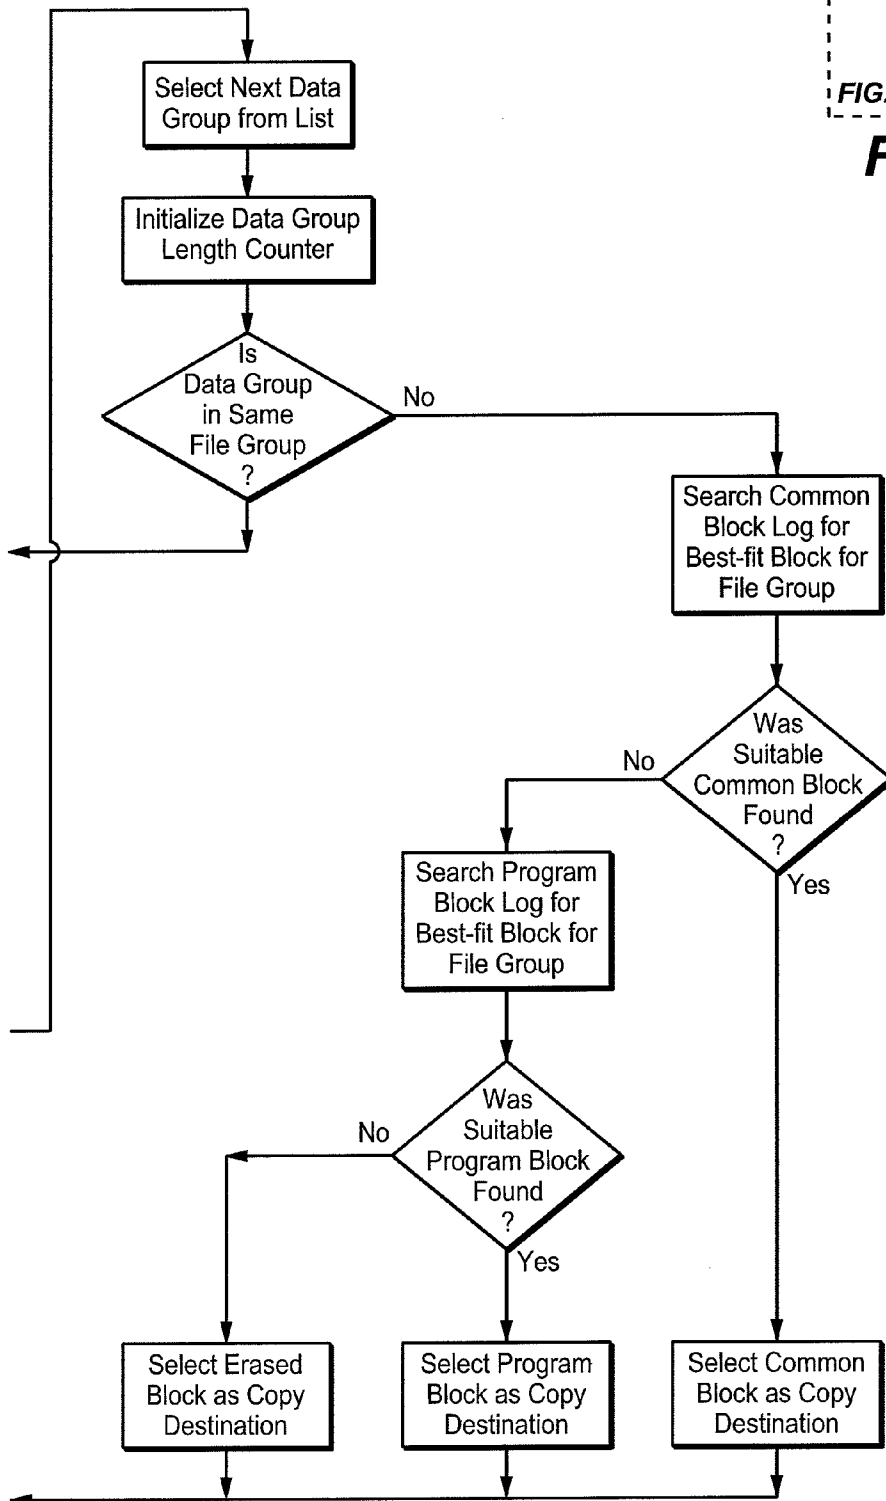 FIG.
F
Select Next Data
Group from List
Initialize Data Group
Length Counter
Is
Data Group
in Same
File Group
?
No
Search Common
Block Log for
Best-fit Block for
File Group
Was
Suitable
Common Block
Found
?
No
Yes
Search Program
Block Log for
Best-fit Block for
File Group
Was
Suitable
Program Block
Found
?
No
Yes
Select Erased
Block as Copy
Destination
Select Program
Block as Copy
Destination
Select Common
Block as Copy
Destination